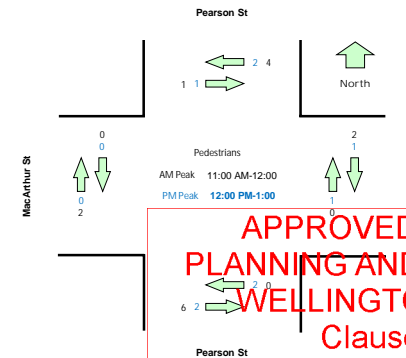 Pearson St
2 4
1 1
North
0
0
2
1
Pedestrians
AM Peak 11:00 AM-12:00
PM Peak 12:00 PM-1:00
MacArthur St
0
2
1
0
APPROVED
PLANNING AND
2 0
WELLINGTO
6 2
Clause
Pearson St